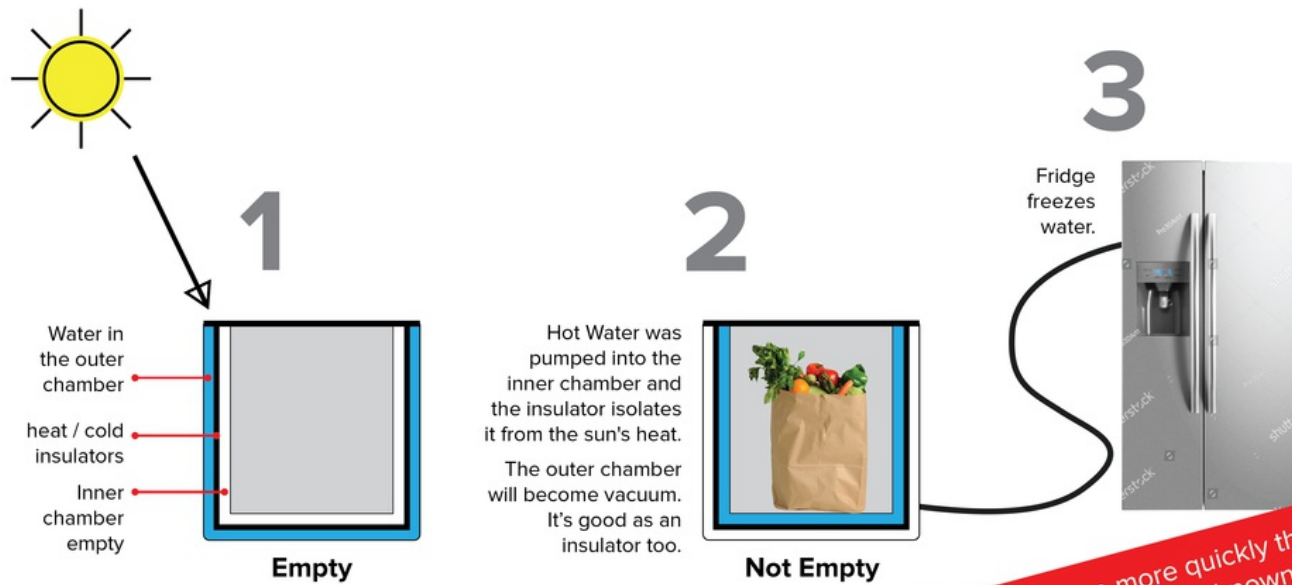 1
Water in
the outer
chamber
heat / cold
insulators
Inner
chamber
empty
Empty
2
Hot Water was
pumped into the
inner chamber and
the insulator isolates
it from the sun's heat.
The outer chamber
will become vacuum.
It's good as an
insulator too.
Not Empty
3
Fridge
freezes
water.
more quickly